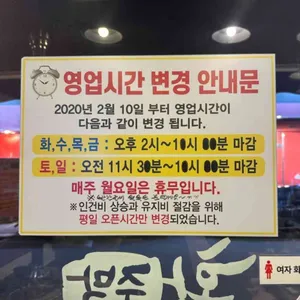 영업시간 변경 안내문
2020년 2월 10일 부터 영업시간이
다음과 같이 변경 됩니다.
화,수,목,금 : 오후 2시~10시 00분 마감
토,일 : 오전 11시 30분~10시 00분 마감
매주 월요일은 휴무입니다.
※인건비 상승과 유지비 절감을 위해
평일 오픈시간만 변경되었습니다.
여자 화